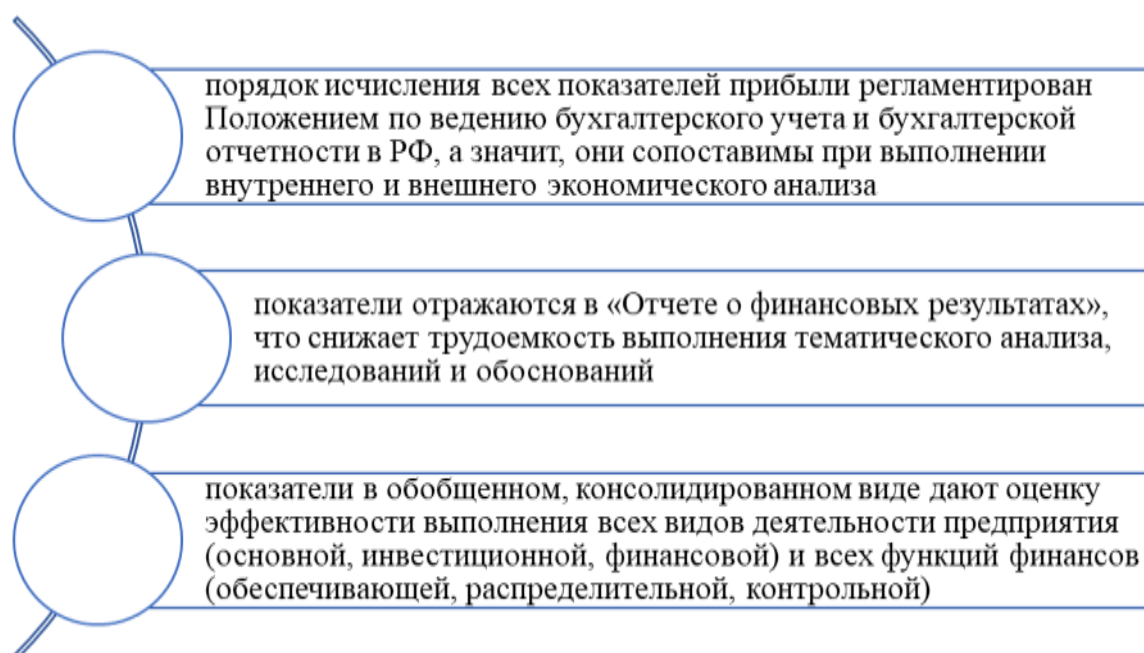 порядок исчисления всех показателей прибыли регламентирован
Положением по ведению бухгалтерского учета и бухгалтерской
отчетности в РФ, а значит, они сопоставимы при выполнении
внутреннего и внешнего экономического анализа
показатели отражаются в «Отчете о финансовых результатах»,
что снижает трудоемкость выполнения тематического анализа,
исследований и обоснований
показатели в обобщенном, консолидированном виде дают оценку
эффективности выполнения всех видов деятельности предприятия
(основной, инвестиционной, финансовой) и всех функций финансов
(обеспечивающей, распределительной, контрольной)